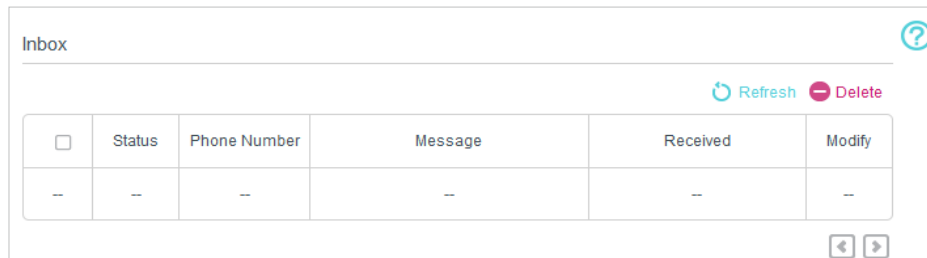 Inbox
?
Refresh Delete
Status Phone Number Message Received Modify
-- -- -- -- -- --